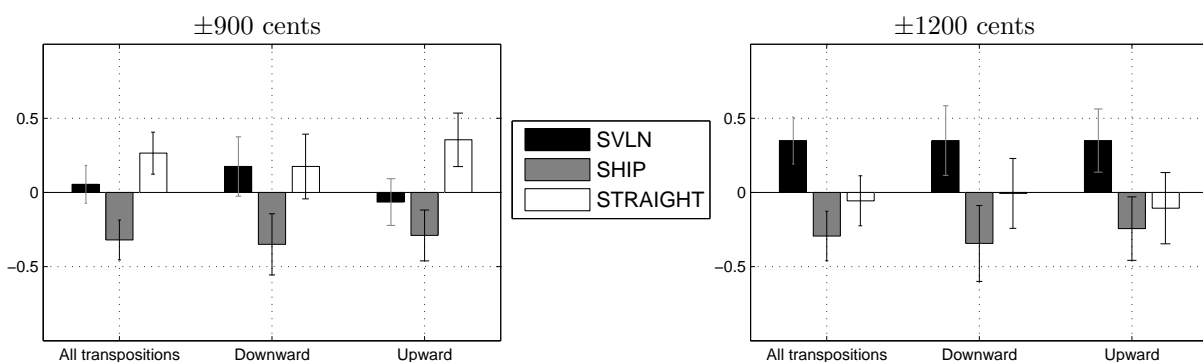 ±900 cents
0.5
0
−0.5
All transpositions Downward Upward
SVLN
SHIP
STRAIGHT
±1200 cents
0.5
0
−0.5
All transpositions Downward Upward